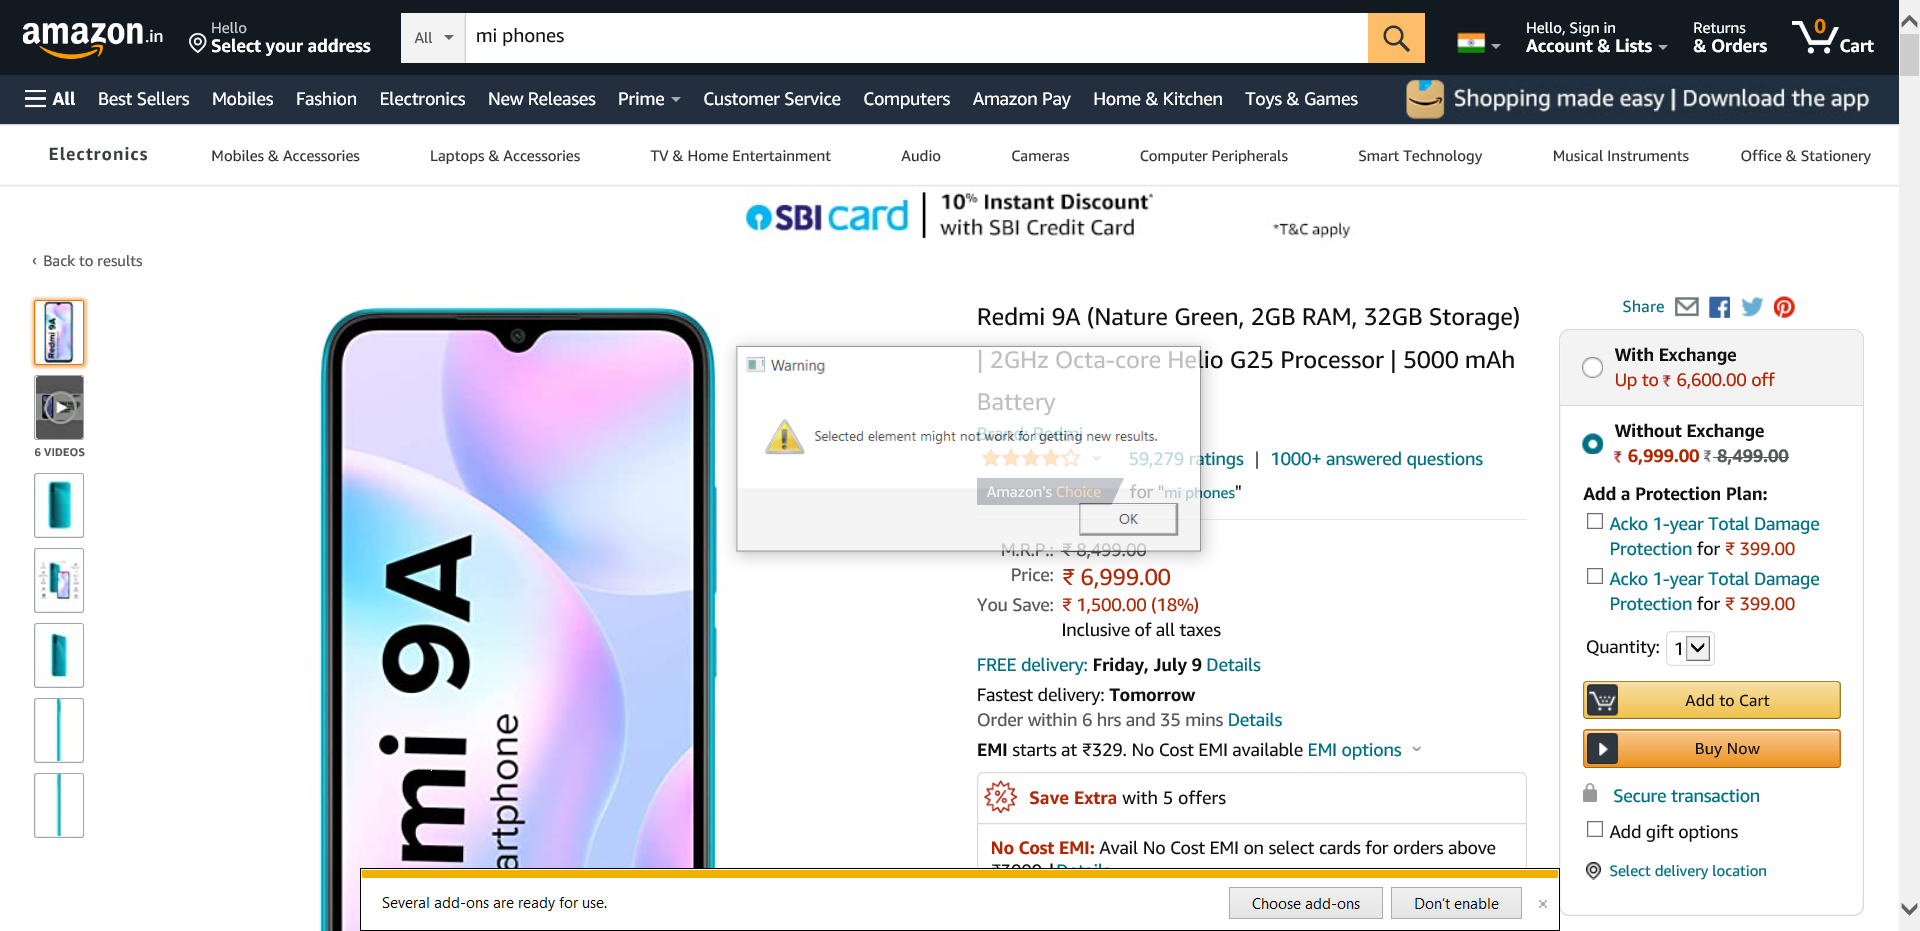 amazon.in
Hello
Select your address
All
mi phones
Hello, Sign in
Account & Lists
Returns
& Orders
0
Cart
All
Best Sellers
Mobiles
Fashion
Electronics
New Releases
Prime
Customer Service
Computers
Amazon Pay
Home & Kitchen
Toys & Games
Shopping made easy | Download the app
Electronics
Mobiles & Accessories
Laptops & Accessories
TV & Home Entertainment
Audio
Cameras
Computer Peripherals
Smart Technology
Musical Instruments
Office & Stationery
SBI card
10% Instant Discount*
with SBI Credit Card
*T&C apply
‹ Back to results
Redmi 9A
6 VIDEOS
Redmi 9A (Nature Green, 2GB RAM, 32GB Storage)
| 2GHz Octa-core Helio G25 Processor | 5000 mAh
Battery
Brand: Redmi
59,279 ratings | 1000+ answered questions
Amazon's Choice for "mi phones"
Warning
Selected element might not work for getting new results.
OK
M.R.P.: ₹ 8,499.00
Price: ₹ 6,999.00
You Save: ₹ 1,500.00 (18%)
Inclusive of all taxes
FREE delivery: Friday, July 9 Details
Fastest delivery: Tomorrow
Order within 6 hrs and 35 mins Details
EMI starts at ₹329. No Cost EMI available EMI options
Save Extra with 5 offers
No Cost EMI: Avail No Cost EMI on select cards for orders above
₹3000 | Details
mi 9A
artphone
Share
With Exchange
Up to ₹ 6,600.00 off
Without Exchange
₹ 6,999.00 ₹ 8,499.00
Add a Protection Plan:
Acko 1-year Total Damage
Protection for ₹ 399.00
Acko 1-year Total Damage
Protection for ₹ 399.00
Quantity: 1
Add to Cart
Buy Now
Secure transaction
Add gift options
Select delivery location
Several add-ons are ready for use.
Choose add-ons
Don't enable
×